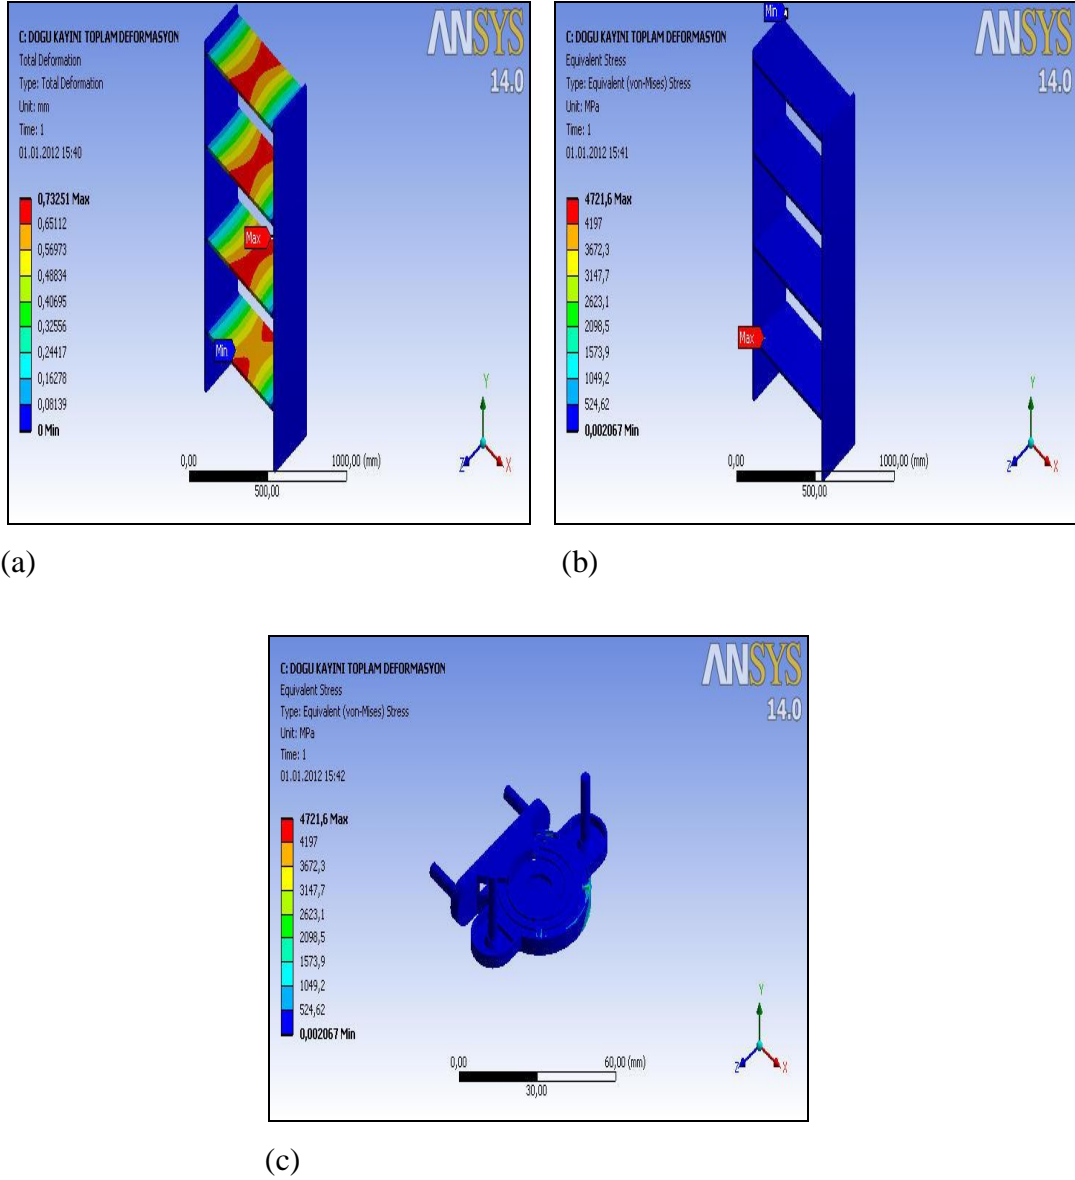 C: DOGU KAYINI TOPLAM DEFORMASYON
Total Deformation
Type: Total Deformation
Unit: mm
Time: 1
01.01.2012 15:40
ANSYS
14.0
0,73251 Max
0,65112
0,56973
0,48834
0,40695
0,32556
0,24417
0,16278
0,08139
0 Min
Max
Min
0,00
1000,00 (mm)
500,00
Y
Z
X
(a)
C: DOGU KAYINI TOPLAM DEFORMASYON
Equivalent Stress
Type: Equivalent (von-Mises) Stress
Unit: MPa
Time: 1
01.01.2012 15:41
ANSYS
14.0
4721,6 Max
4197
3672,3
3147,7
2623,1
2098,5
1573,9
1049,2
524,62
0,002067 Min
Min
Max
0,00
1000,00 (mm)
500,00
Y
Z
X
(b)
C: DOGU KAYINI TOPLAM DEFORMASYON
Equivalent Stress
Type: Equivalent (von-Mises) Stress
Unit: MPa
Time: 1
01.01.2012 15:42
ANSYS
14.0
4721,6 Max
4197
3672,3
3147,7
2623,1
2098,5
1573,9
1049,2
524,62
0,002067 Min
0,00
60,00 (mm)
30,00
Y
Z
X
(c)